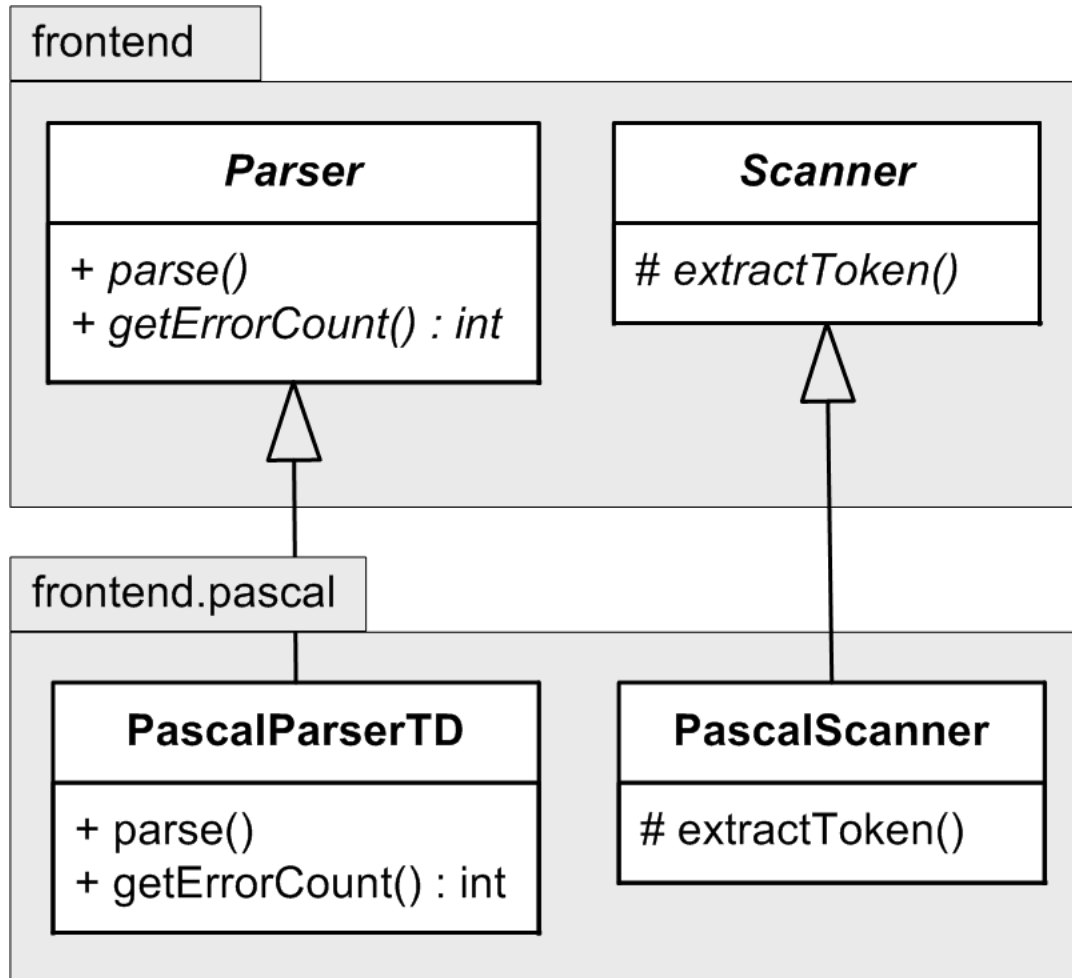 frontend
Parser
+ parse()
+ getErrorCount() : int
Scanner
# extractToken()
frontend.pascal
PascalParserTD
+ parse()
+ getErrorCount() : int
PascalScanner
# extractToken()